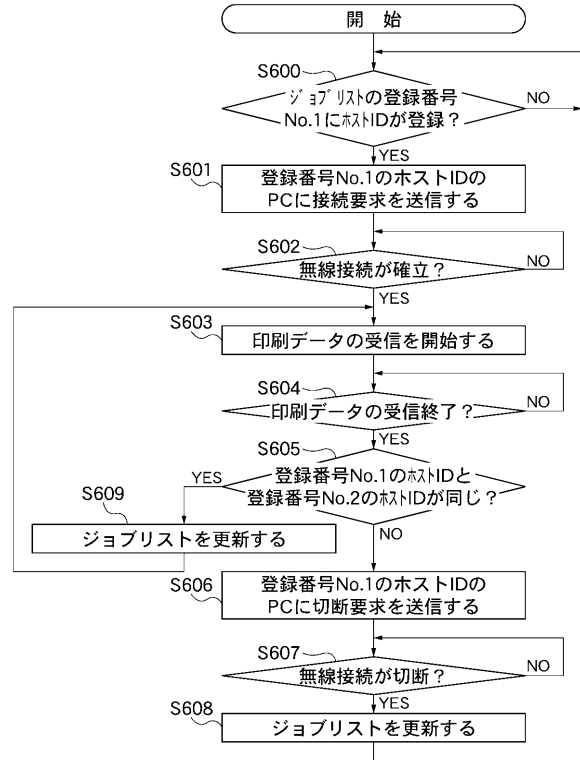 開 始
S600
ジョブリストの登録番号
No.1にホストIDが登録？
NO
YES
S601
登録番号No.1のホストIDの
PCに接続要求を送信する
S602
無線接続が確立？
NO
YES
S603
印刷データの受信を開始する
S604
印刷データの受信終了？
NO
YES
S605
登録番号No.1のホストIDと
登録番号No.2のホストIDが同じ？
YES
NO
S609
ジョブリストを更新する
S606
登録番号No.1のホストIDの
PCに切断要求を送信する
S607
無線接続が切断？
NO
YES
S608
ジョブリストを更新する